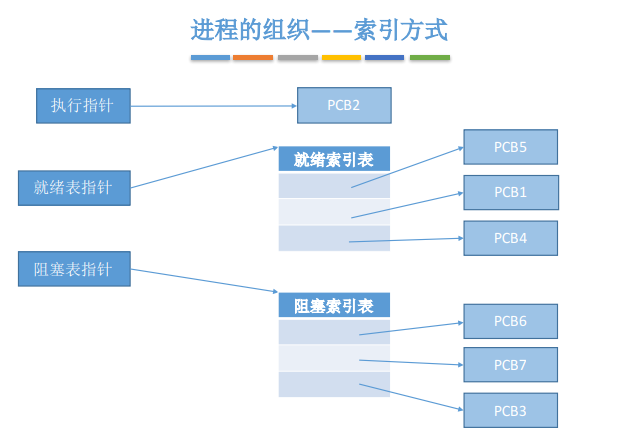 进程的组织——索引方式
执行指针
PCB2
就绪索引表
PCB5
就绪表指针
PCB1
PCB4
阻塞表指针
阻塞索引表
PCB6
PCB7
PCB3